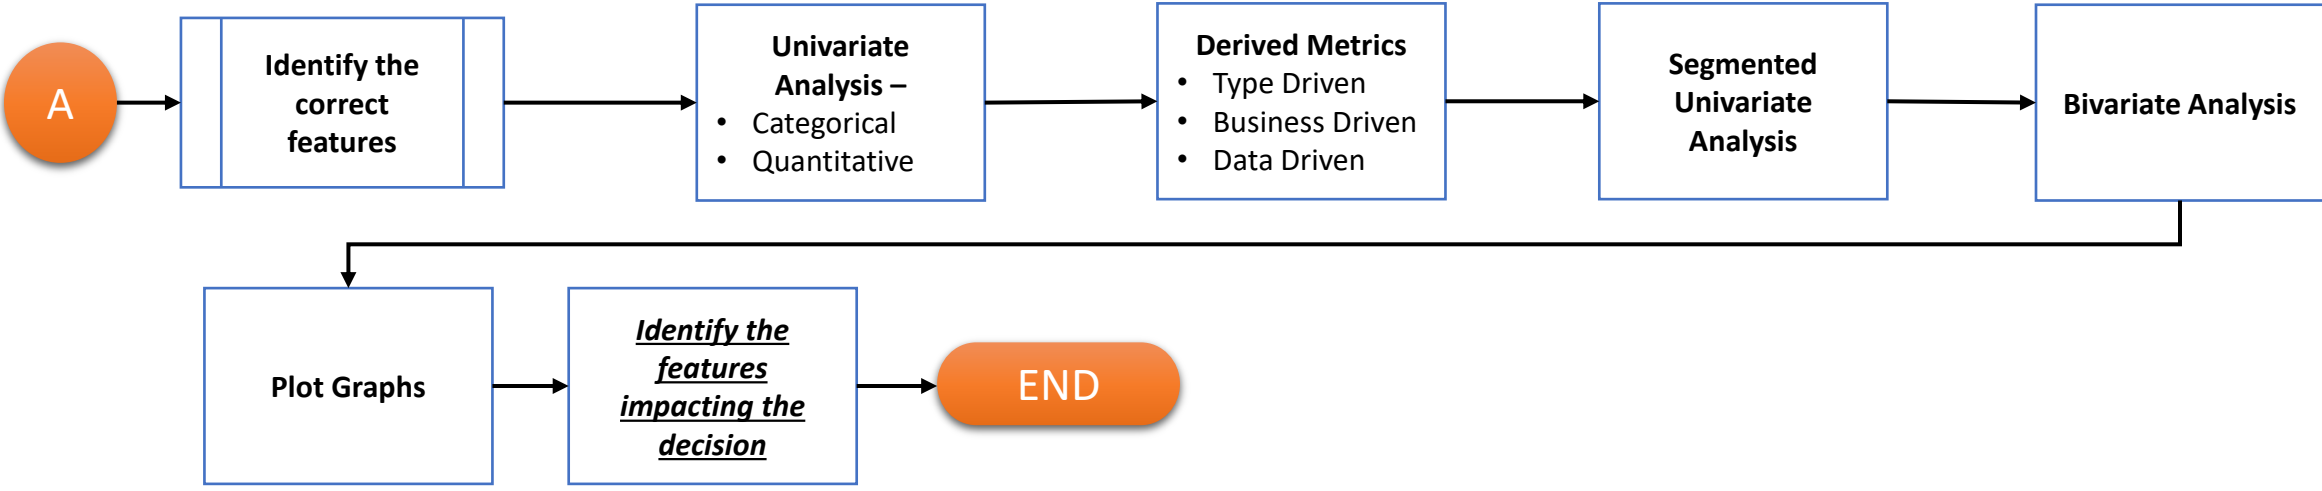 A
Identify the
correct
features
Univariate
Analysis –
• Categorical
• Quantitative
Derived Metrics
• Type Driven
• Business Driven
• Data Driven
Segmented
Univariate
Analysis
Bivariate Analysis
Plot Graphs
Identify the
features
impacting the
decision
END